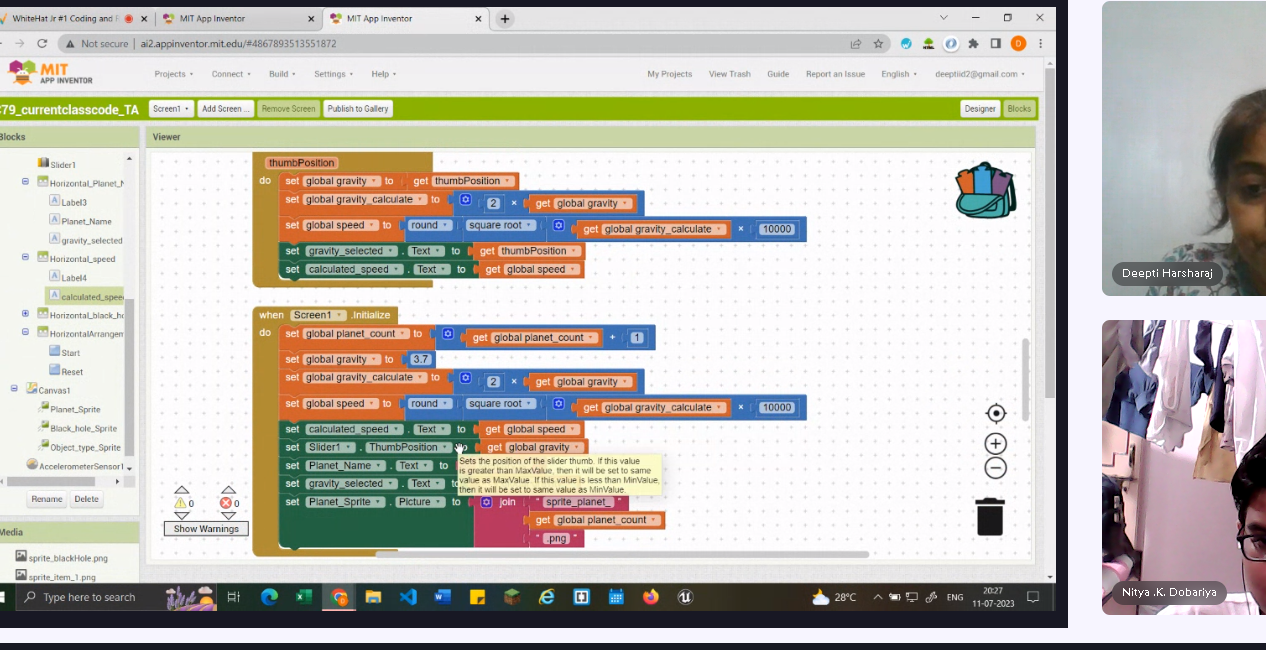 WhiteHat Jr #1 Coding and
MIT App Inventor
MIT App Inventor
Not secure | ai2.appinventor.mit.edu/#4867893513551872
MIT
APP INVENTOR
Projects
Connect
Build
Settings
Help
My Projects
View Trash
Guide
Report an Issue
English
deeptiid2@gmail.com
C79_currentclasscode_TA
Screen1
Add Screen ...
Remove Screen
Publish to Gallery
Designer
Blocks
Blocks
Viewer
Slider1
Horizontal_Planet_N
Label3
Planet_Name
gravity_selected
Horizontal_speed
Label4
calculated_spee
Horizontal_black_ho
HorizontalArrangem
Start
Reset
Canvas1
Planet_Sprite
Black_hole_Sprite
Object_type_Sprite
AccelerometerSensor1
Rename
Delete
Media
sprite_blackHole.png
sprite_item_1.png
thumbPosition
do set global gravity to get thumbPosition
set global gravity_calculate to 2 × get global gravity
set global speed to round square root get global gravity_calculate × 10000
set gravity_selected . Text to get thumbPosition
set calculated_speed . Text to get global speed
when Screen1 .Initialize
do set global planet_count to get global planet_count + 1
set global gravity to 3.7
set global gravity_calculate to 2 × get global gravity
set global speed to round square root get global gravity_calculate × 10000
set calculated_speed . Text to get global speed
set Slider1 . ThumbPosition to get global gravity
set Planet_Name . Text to
set gravity_selected . Text to
Sets the position of the slider thumb. If this value
is greater than MaxValue, then it will be set to same
value as MaxValue. If this value is less than MinValue,
then it will be set to same value as MinValue.
set Planet_Sprite . Picture to join " sprite_planet_ "
get global planet_count
" .png "
0
0
Show Warnings
Type here to search
28°C
ENG
20:27
11-07-2023
Deepti Harsharaj
Nitya .K. Dobariya